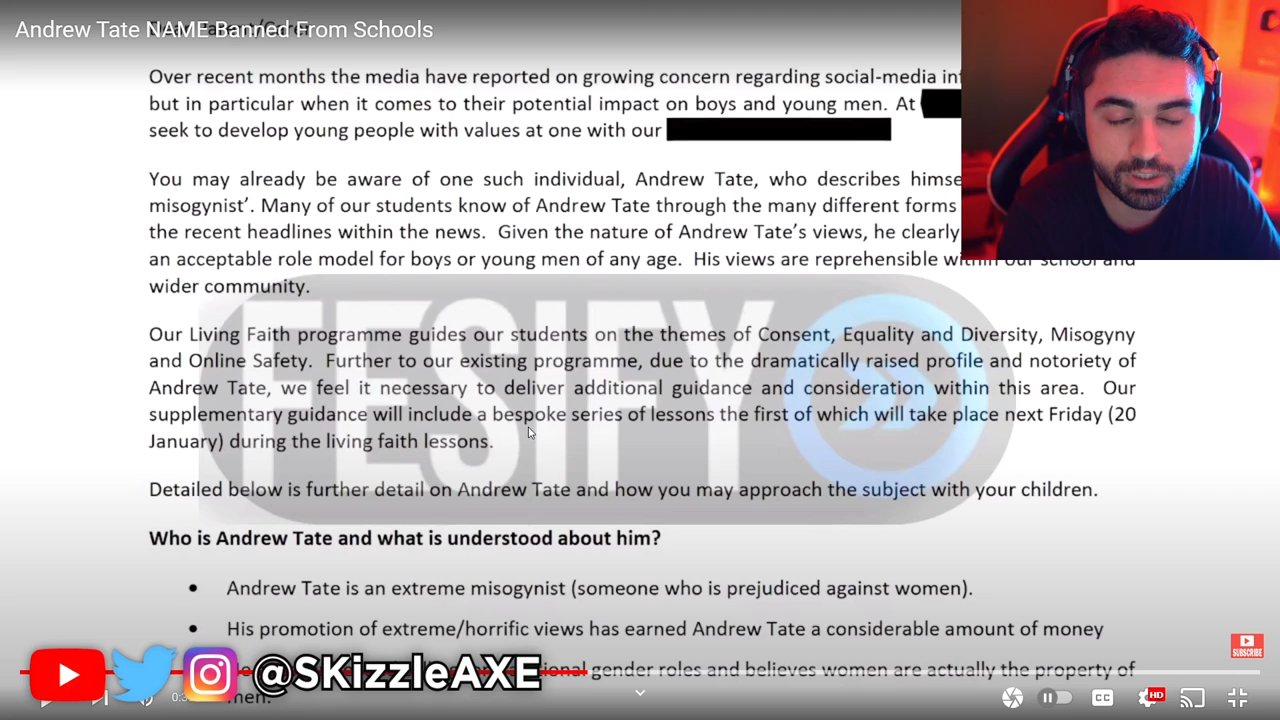 Andrew Tate NAME Banned From Schools
Over recent months the media have reported on growing concern regarding social-media
but in particular when it comes to their potential impact on boys and young men. At
seek to develop young people with values at one with our
You may already be aware of one such individual, Andrew Tate, who describes
misogynist’. Many of our students know of Andrew Tate through the many different forms
the recent headlines within the news. Given the nature of Andrew Tate’s views, he clearly
an acceptable role model for boys or young men of any age. His views are reprehensible within our school and
wider community.
FESIFY
Our Living Faith programme guides our students on the themes of Consent, Equality and Diversity, Misogyny
and Online Safety. Further to our existing programme, due to the dramatically raised profile and notoriety of
Andrew Tate, we feel it necessary to deliver additional guidance and consideration within this area. Our
supplementary guidance will include a bespoke series of lessons the first of which will take place next Friday (20
January) during the living faith lessons.
Detailed below is further detail on Andrew Tate and how you may approach the subject with your children.
Who is Andrew Tate and what is understood about him?
• Andrew Tate is an extreme misogynist (someone who is prejudiced against women).
• His promotion of extreme/horrific views has earned Andrew Tate a considerable amount of money
gender roles and believes women are actually the property of
men.
@SKizzleAXE
SUBSCRIBE
CC
HD